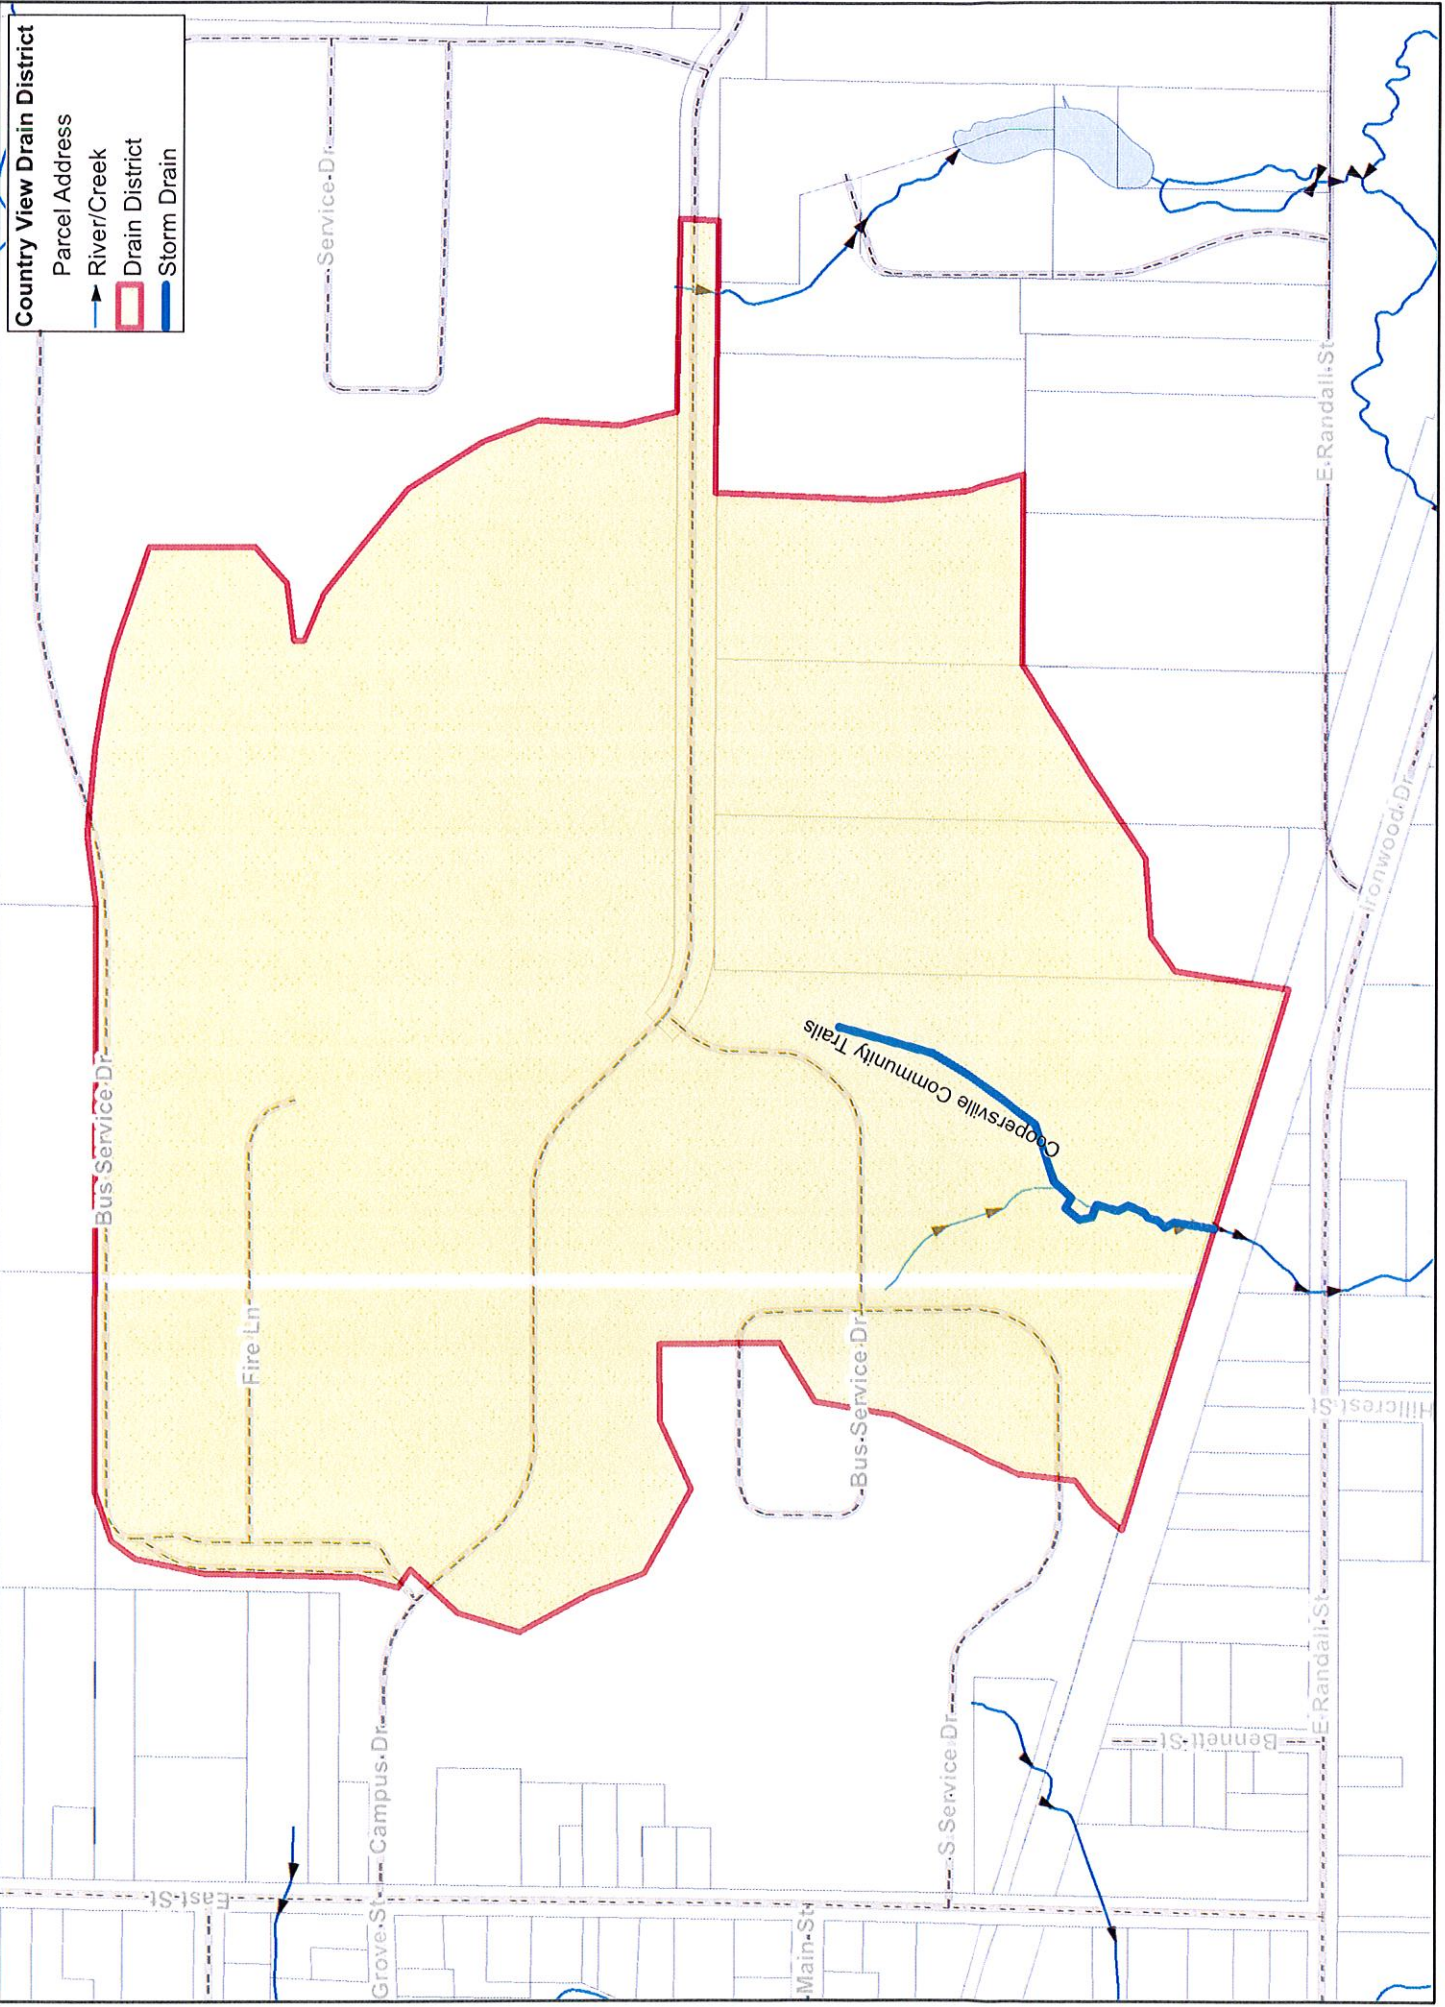 Country View Drain District
Parcel Address
River/Creek
Drain District
Storm Drain
Service Dr
Bus Service Dr
Fire Ln
Coopersville Community Trails
Bus Service Dr
E Randall St
Ironwood Dr
Hillcrest St
E Randall St
Bennett St
S Service Dr
Campus Dr
East St
Grove St
Main St